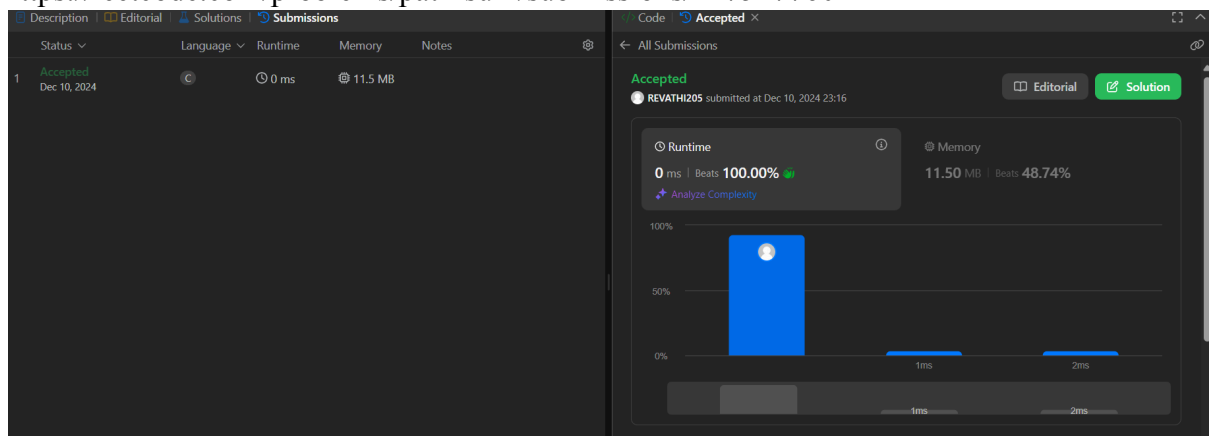 Description | Editorial | Solutions | Submissions
Status Language Runtime Memory Notes
1 Accepted C 0 ms 11.5 MB
Dec 10, 2024
Code | Accepted ×
← All Submissions
Accepted
REVATHI205 submitted at Dec 10, 2024 23:16
Editorial
Solution
Runtime
0 ms | Beats 100.00%
Analyze Complexity
Memory
11.50 MB | Beats 48.74%
100%
50%
0%
1ms 2ms
1ms 2ms